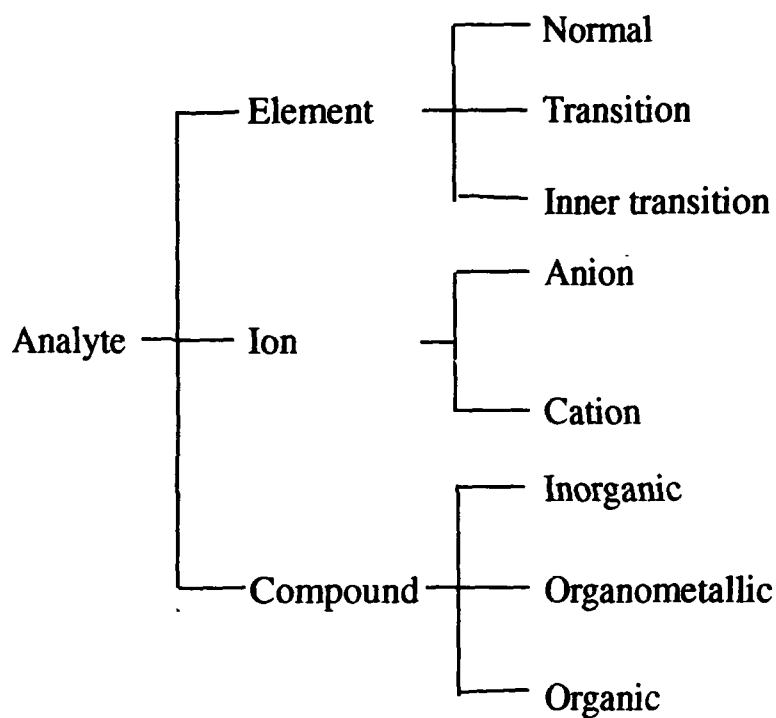 Normal
Element
Transition
Inner transition
Anion
Analyte
Ion
Cation
Inorganic
Compound
Organometallic
Organic